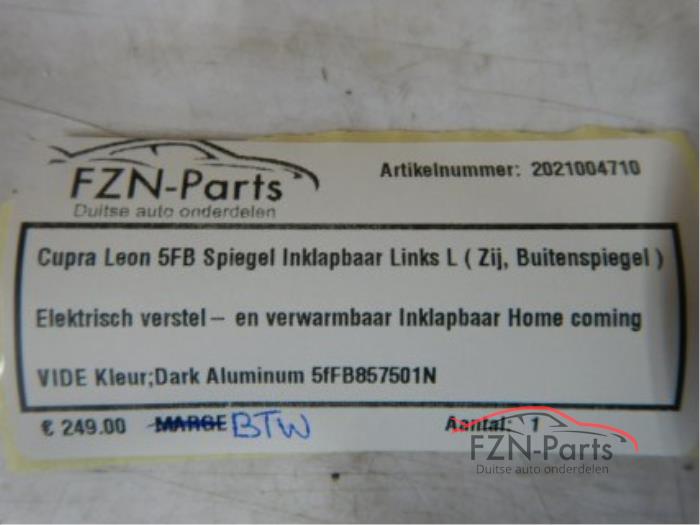 FZN-Parts
Duitse auto onderdelen
Artikelnummer: 2021004710
Cupra Leon 5FB Spiegel Inklapbaar Links L ( Zij, Buitenspiegel )
Elektrisch verstel – en verwarmbaar Inklapbaar Home coming
VIDE Kleur;Dark Aluminum 5fFB857501N
€ 249.00 MARGE BTW Aantal: 1
FZN-Parts
Duitse auto onderdelen